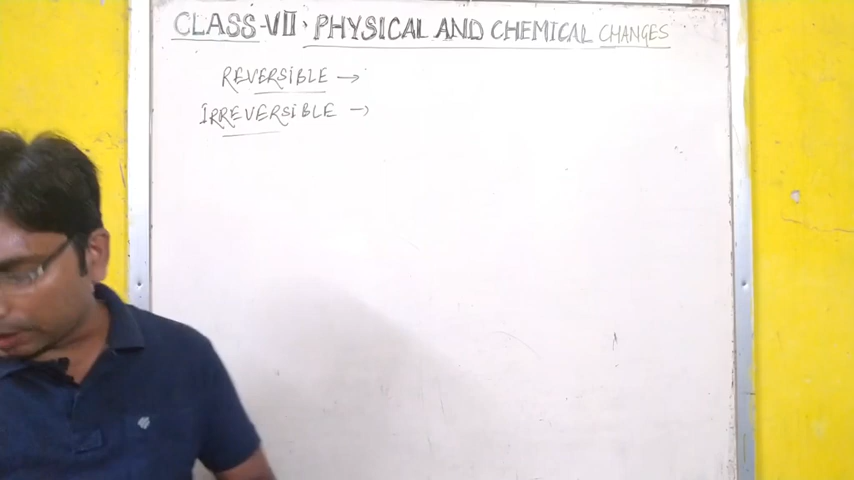 CLASS-VII· PHYSICAL AND CHEMICAL CHANGES
REVERSIBLE →
IRREVERSIBLE →